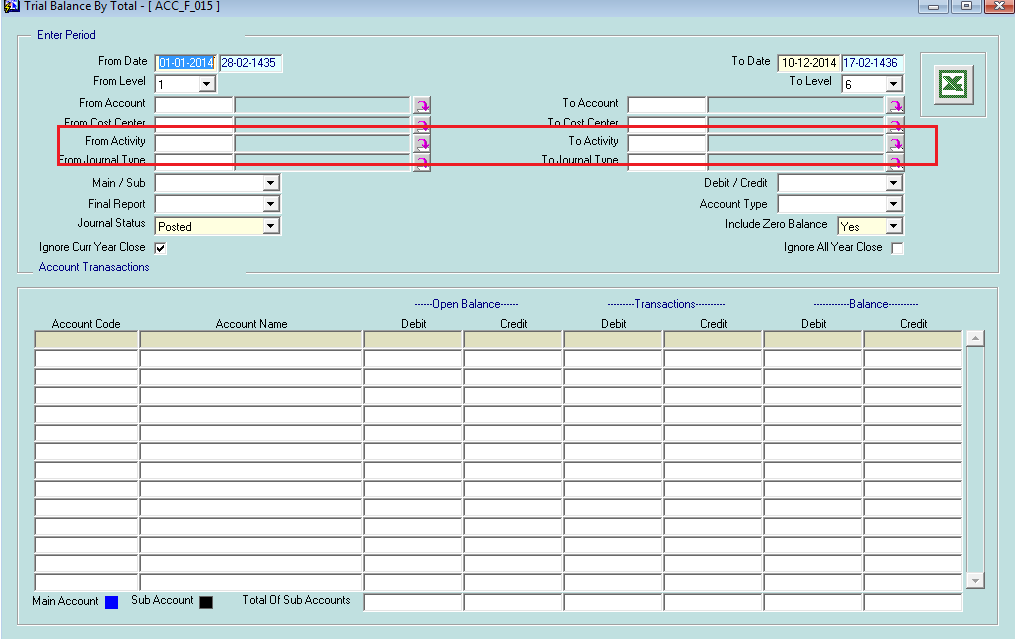 Trial Balance By Total - [ ACC_F_015 ]
Enter Period
From Date 01-01-2014 28-02-1435 To Date 10-12-2014 17-02-1436
From Level 1 To Level 6
From Account To Account
From Cost Center To Cost Center
From Activity To Activity
From Journal Type To Journal Type
Main / Sub Debit / Credit
Final Report Account Type
Journal Status Posted Include Zero Balance Yes
Ignore Curr Year Close Ignore All Year Close
Account Tranasactions
------Open Balance------ ---------Transactions---------- ------------Balance----------
Account Code Account Name Debit Credit Debit Credit Debit Credit
Main Account Sub Account Total Of Sub Accounts